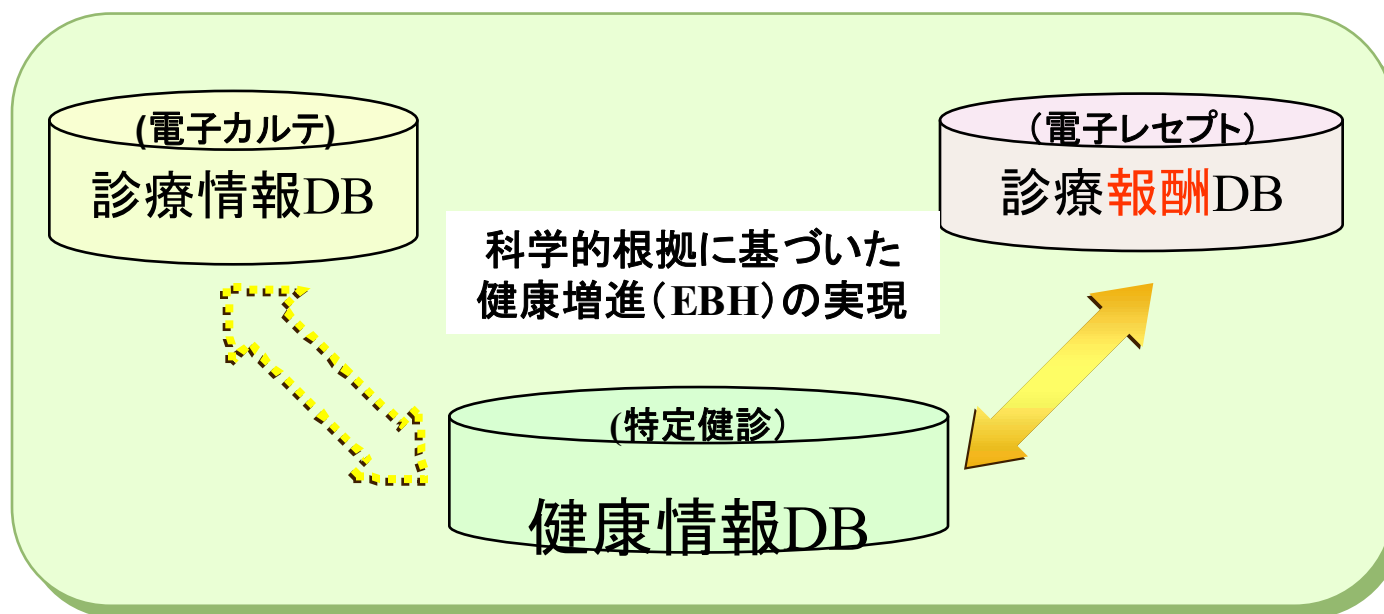 (電子カルテ)
診療情報DB
（電子レセプト）
診療報酬DB
科学的根拠に基づいた
健康増進（EBH）の実現
(特定健診）
健康情報DB